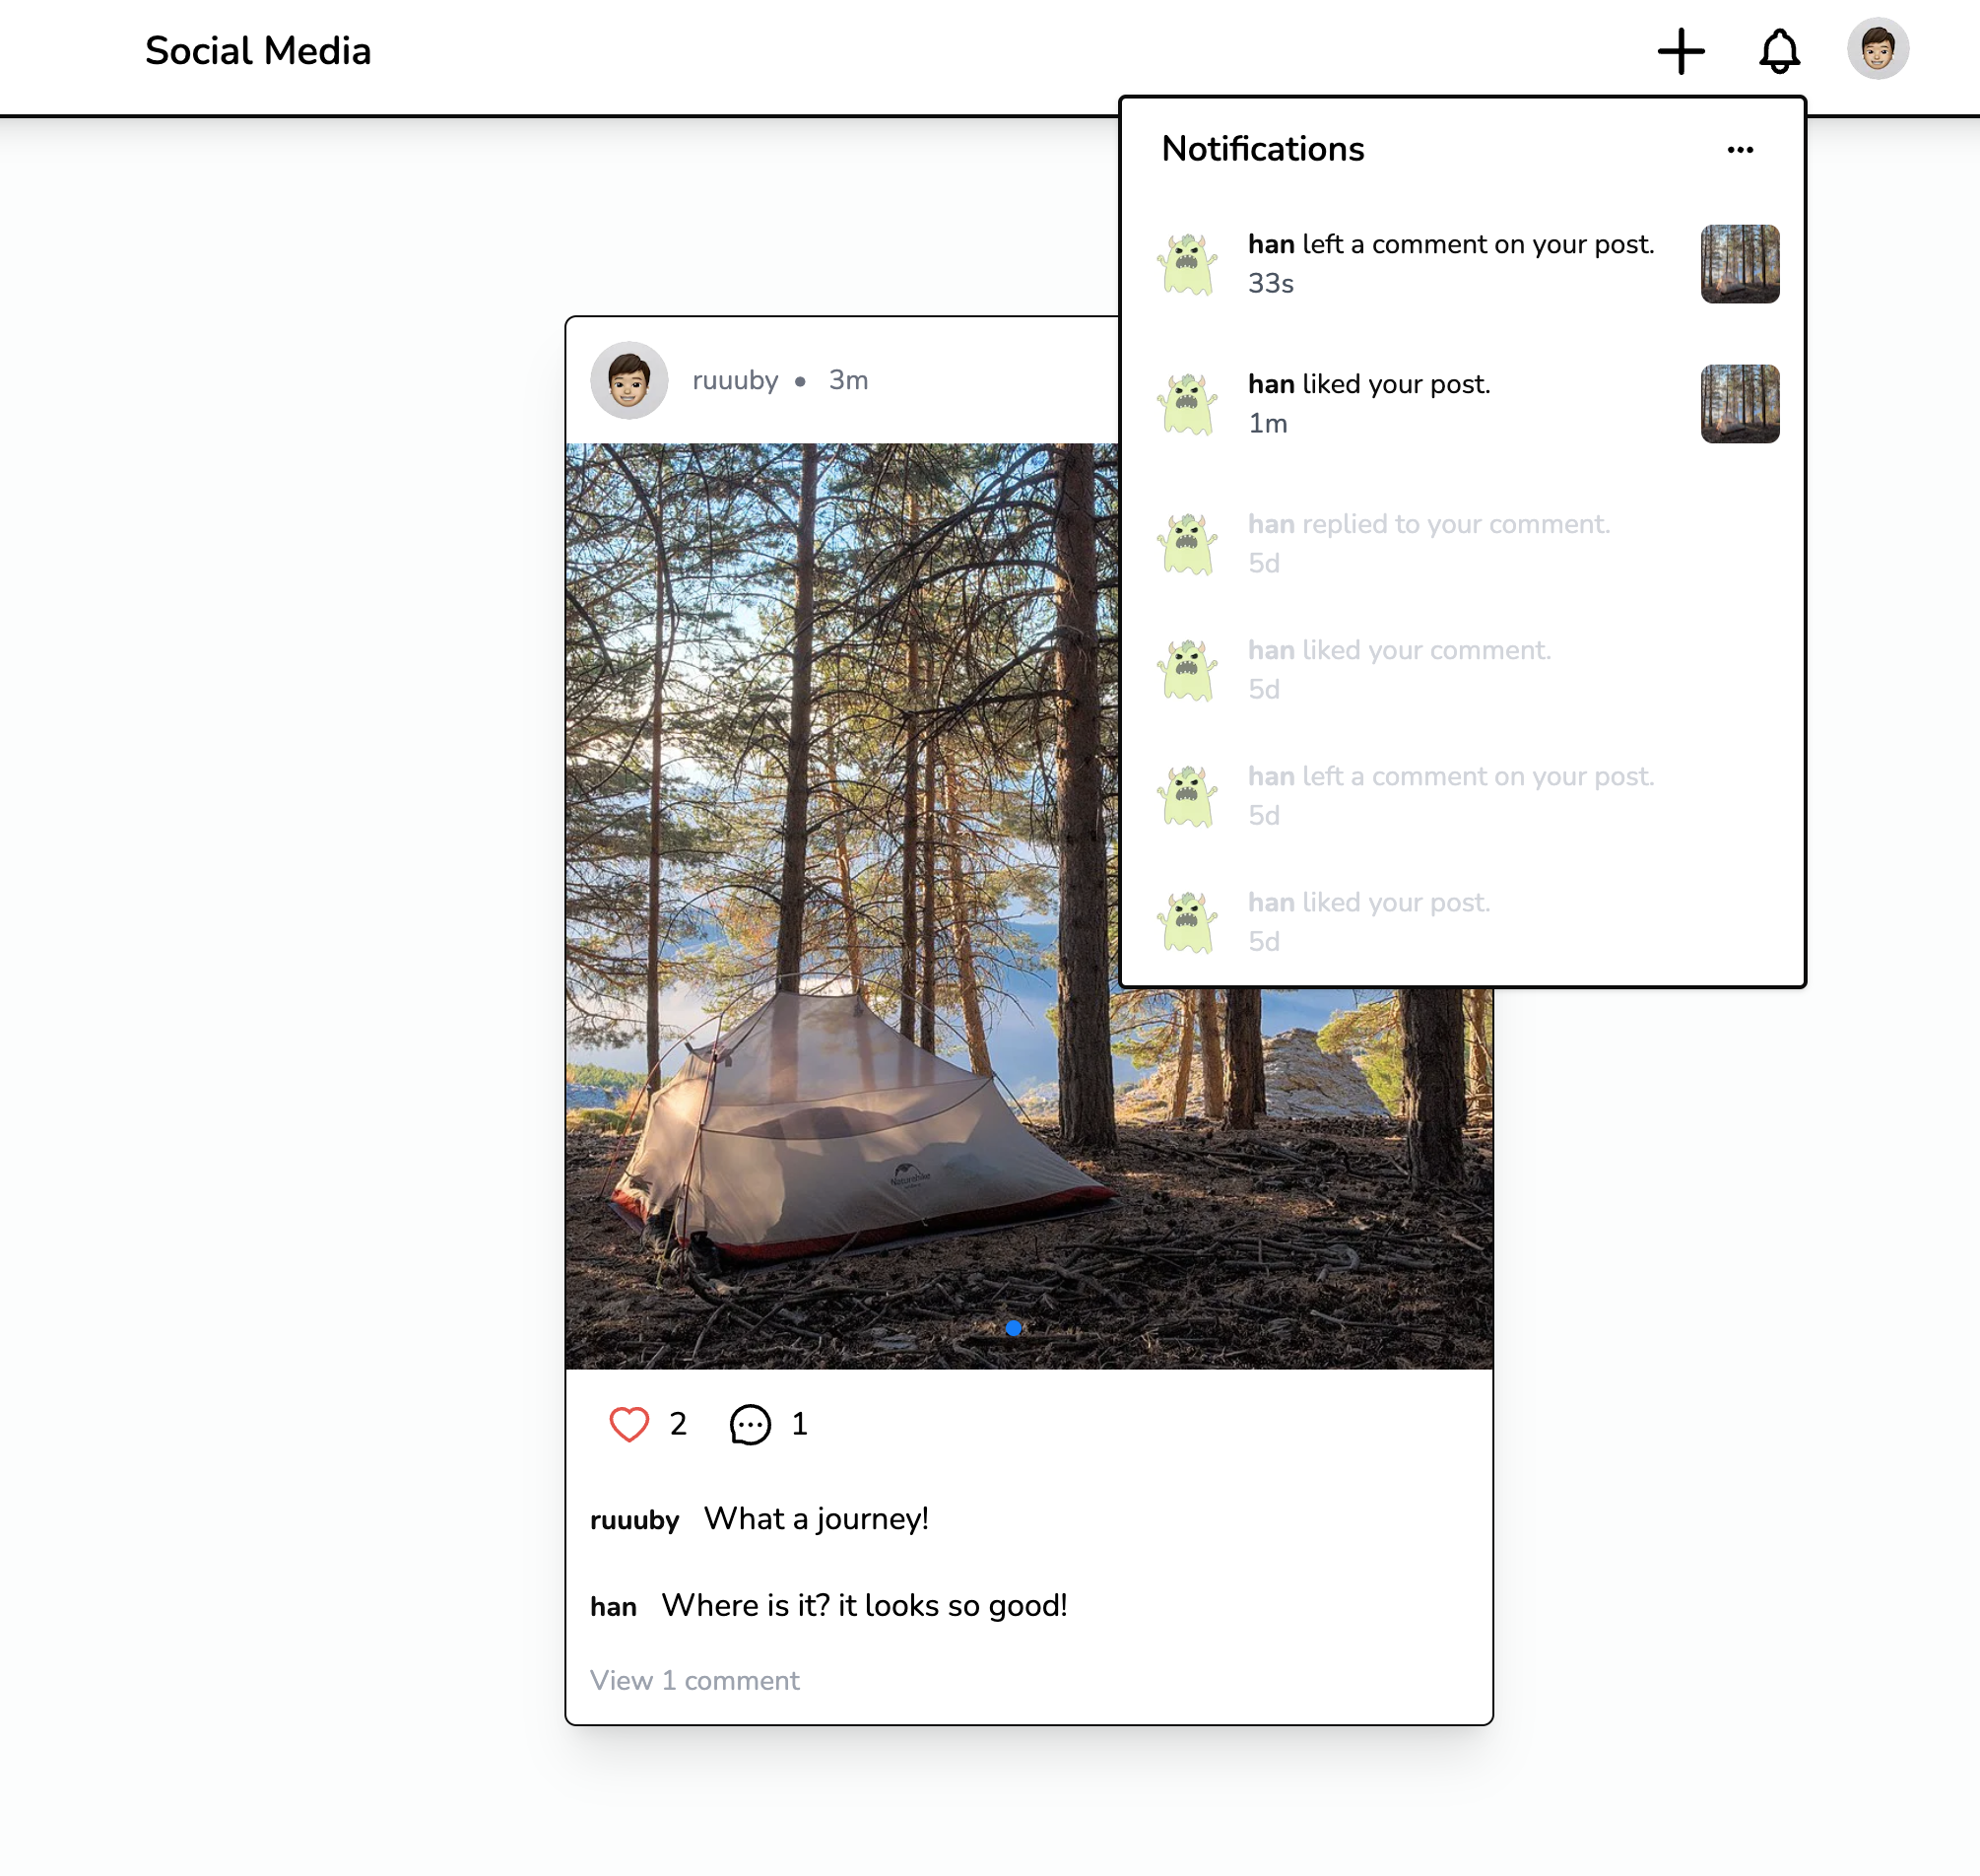 Social Media
Notifications
han left a comment on your post.
33s
han liked your post.
1m
han replied to your comment.
5d
han liked your comment.
5d
han left a comment on your post.
5d
han liked your post.
5d
ruuuby • 3m
Naturehike
2 1
ruuuby What a journey!
han Where is it? it looks so good!
View 1 comment